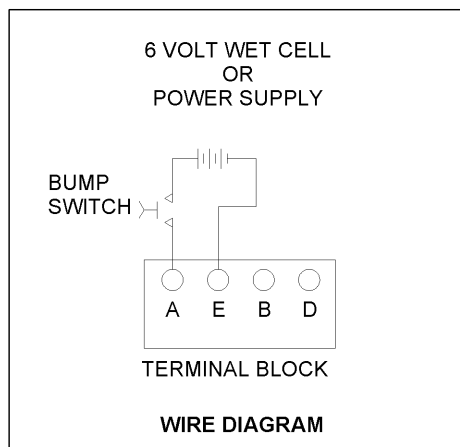 6 VOLT WET CELL
OR
POWER SUPPLY
BUMP
SWITCH
A E B D
TERMINAL BLOCK
WIRE DIAGRAM